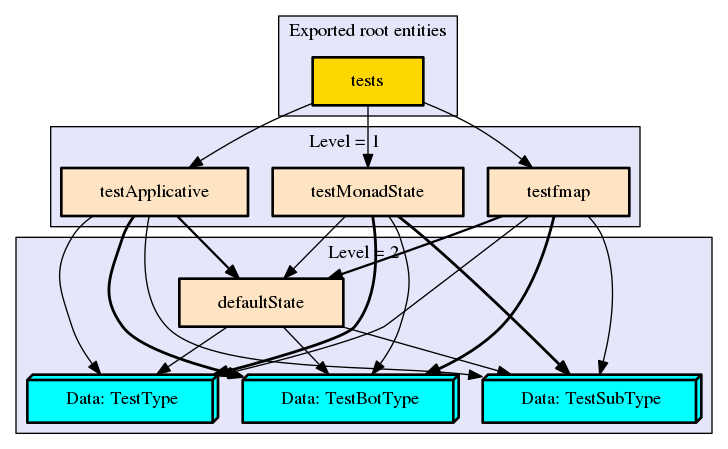 Exported root entities
tests
Level = 1
testApplicative
testMonadState
testfmap
Level = 2
defaultState
Data: TestType
Data: TestBotType
Data: TestSubType